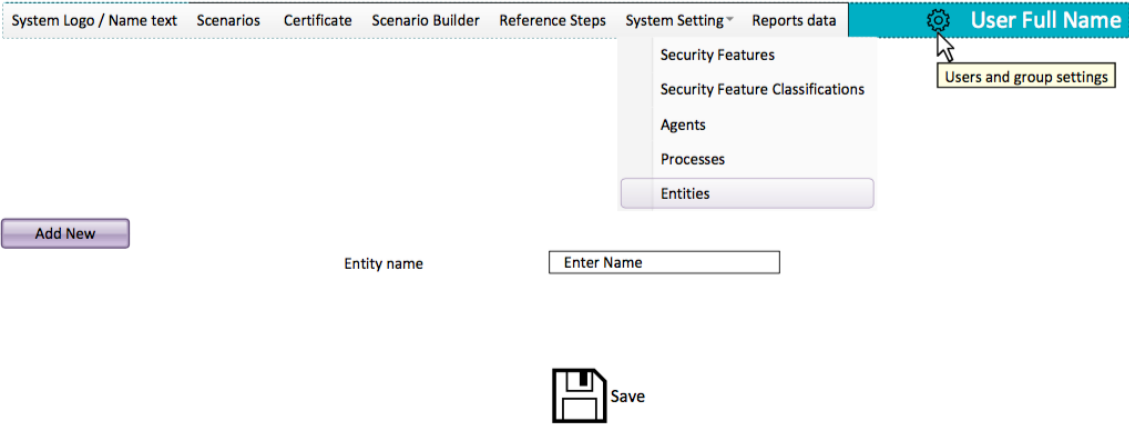 System Logo / Name text Scenarios Certificate Scenario Builder Reference Steps System Setting Reports data User Full Name
Users and group settings
Security Features
Security Feature Classifications
Agents
Processes
Entities
Add New
Entity name Enter Name
Save